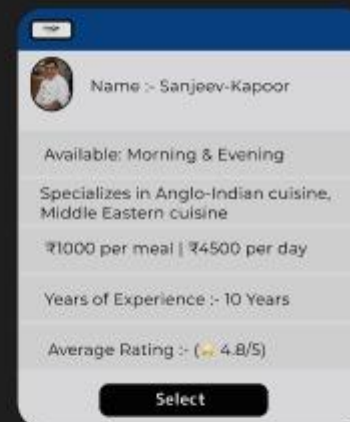 Name :- Sanjeev-Kapoor
Available: Morning & Evening
Specializes in Anglo-Indian cuisine,
Middle Eastern cuisine
₹1000 per meal | ₹4500 per day
Years of Experience :- 10 Years
Average Rating :- (⭐ 4.8/5)
Select